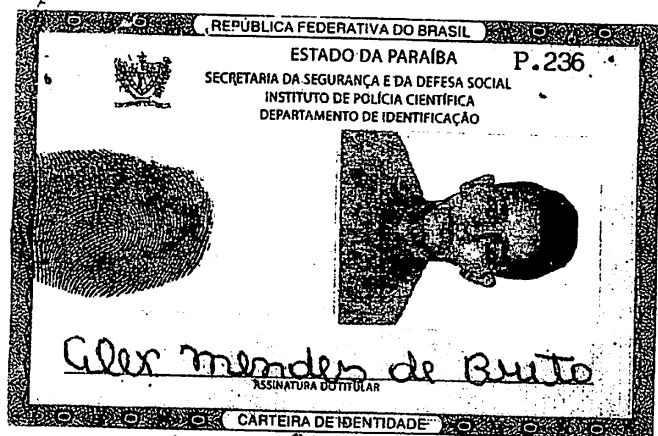 REPÚBLICA FEDERATIVA DO BRASIL
ESTADO DA PARAÍBA
P.236
SECRETARIA DA SEGURANÇA E DA DEFESA SOCIAL
INSTITUTO DE POLÍCIA CIENTÍFICA
DEPARTAMENTO DE IDENTIFICAÇÃO
Alex Mendes de Brito
ASSINATURA DO TITULAR
CARTEIRA DE IDENTIDADE